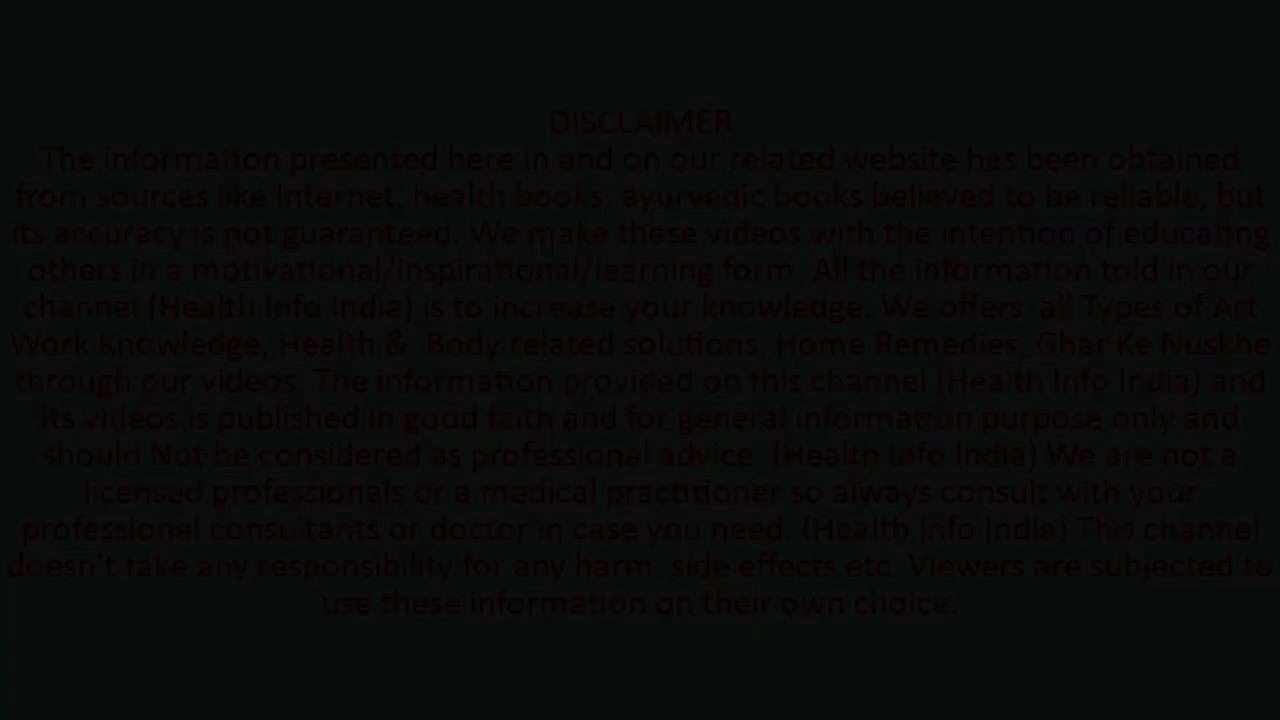 DISCLAIMER
The information presented here in and on our related website has been obtained
from sources like Internet, health books, ayurvedic books believed to be reliable, but
its accuracy is not guaranteed. We make these videos with the intention of educating
others in a motivational/inspirational/learning form. All the information told in our
channel (Health Info India) is to increase your knowledge. We offers all Types of Art
Work Knowledge, Health & Body related solutions, Home Remedies, Ghar Ke Nuskhe
through our videos. The information provided on this channel (Health Info India) and
its videos is published in good faith and for general information purpose only and
should Not be considered as professional advice. (Health Info India) We are not a
licensed professionals or a medical practitioner so always consult with your
professional consultants or doctor in case you need. (Health Info India) This channel
doesn't take any responsibility for any harm, side effects etc. Viewers are subjected to
use these information on their own choice.